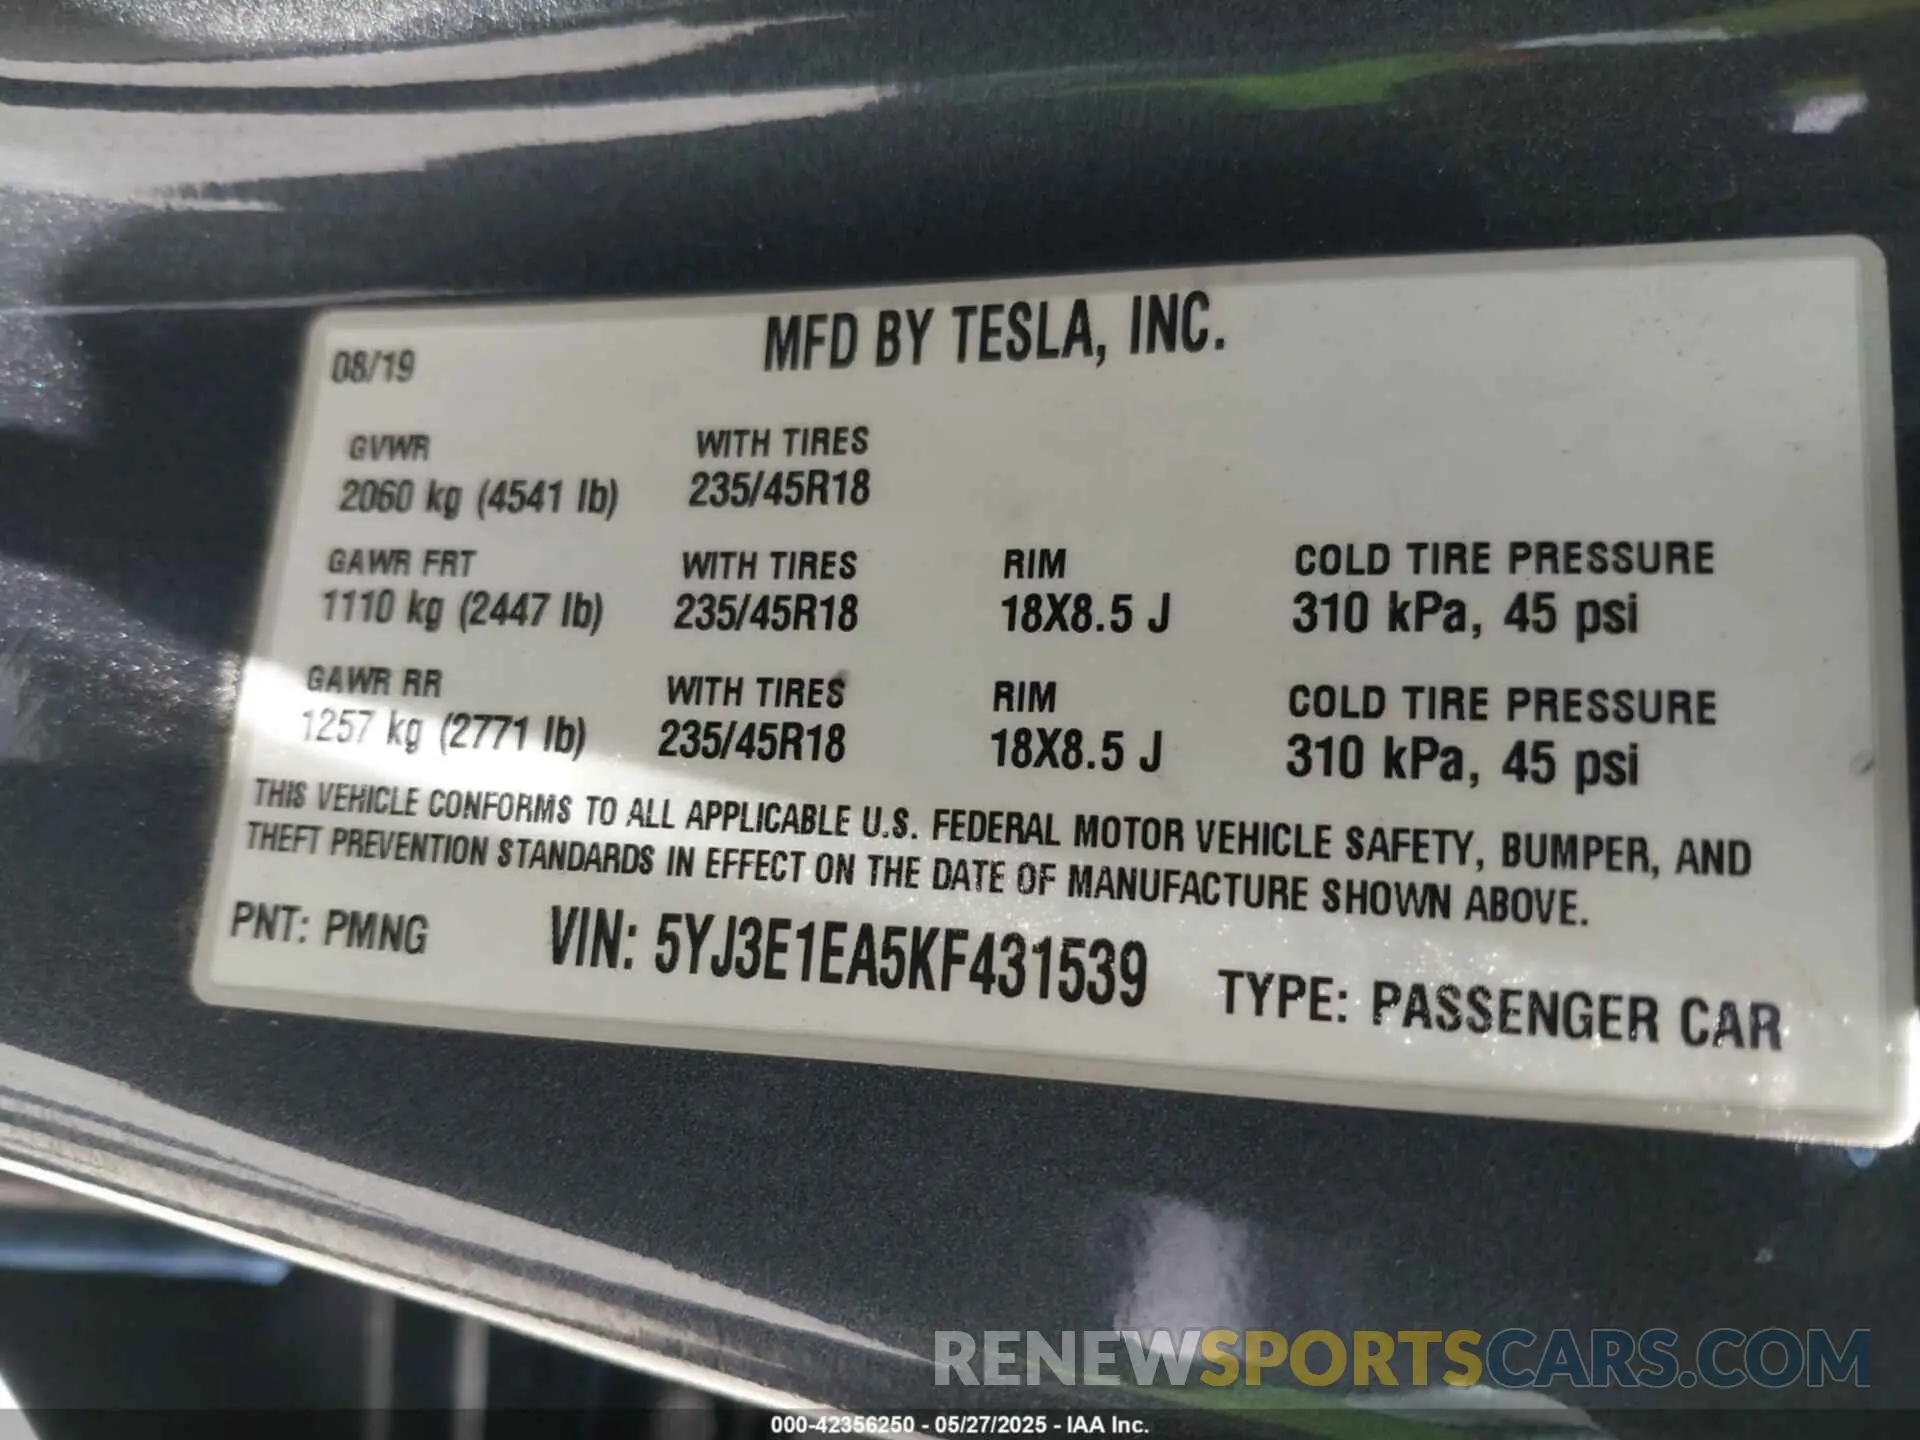 08/19 MFD BY TESLA, INC.
GVWR WITH TIRES
2060 kg (4541 lb) 235/45R18
GAWR FRT WITH TIRES RIM COLD TIRE PRESSURE
1110 kg (2447 lb) 235/45R18 18X8.5 J 310 kPa, 45 psi
GAWR RR WITH TIRES RIM COLD TIRE PRESSURE
1257 kg (2771 lb) 235/45R18 18X8.5 J 310 kPa, 45 psi
THIS VEHICLE CONFORMS TO ALL APPLICABLE U.S. FEDERAL MOTOR VEHICLE SAFETY, BUMPER, AND
THEFT PREVENTION STANDARDS IN EFFECT ON THE DATE OF MANUFACTURE SHOWN ABOVE.
PNT: PMNG VIN: 5YJ3E1EA5KF431539 TYPE: PASSENGER CAR
RENEWSPORTSCARS.COM
000-42356250 - 05/27/2025 - IAA Inc.